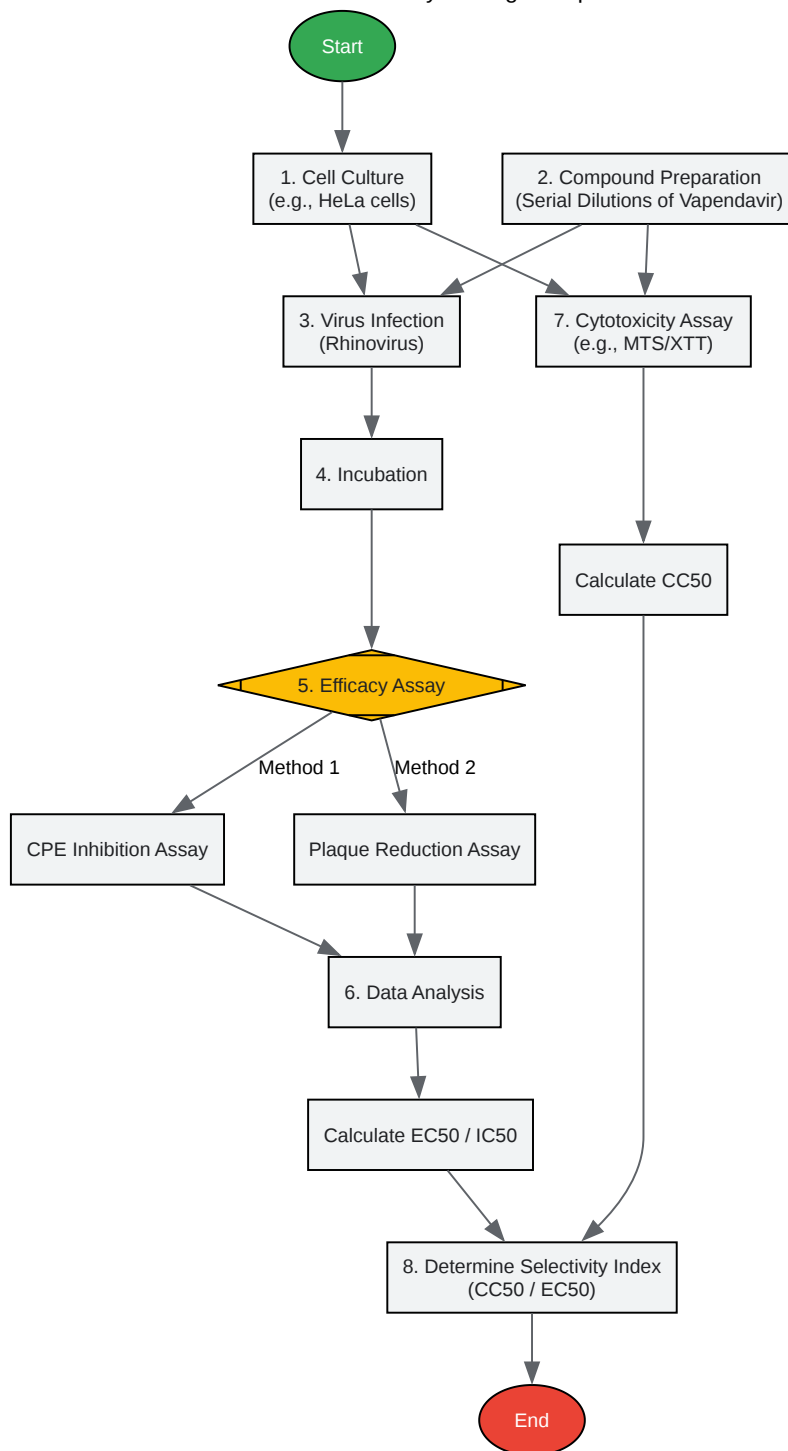 Start
1. Cell Culture
(e.g., HeLa cells)
2. Compound Preparation
(Serial Dilutions of Vapendavir)
3. Virus Infection
(Rhinovirus)
7. Cytotoxicity Assay
(e.g., MTS/XTT)
4. Incubation
Calculate CC50
5. Efficacy Assay
Method 1
Method 2
CPE Inhibition Assay
Plaque Reduction Assay
6. Data Analysis
Calculate EC50 / IC50
8. Determine Selectivity Index
(CC50 / EC50)
End